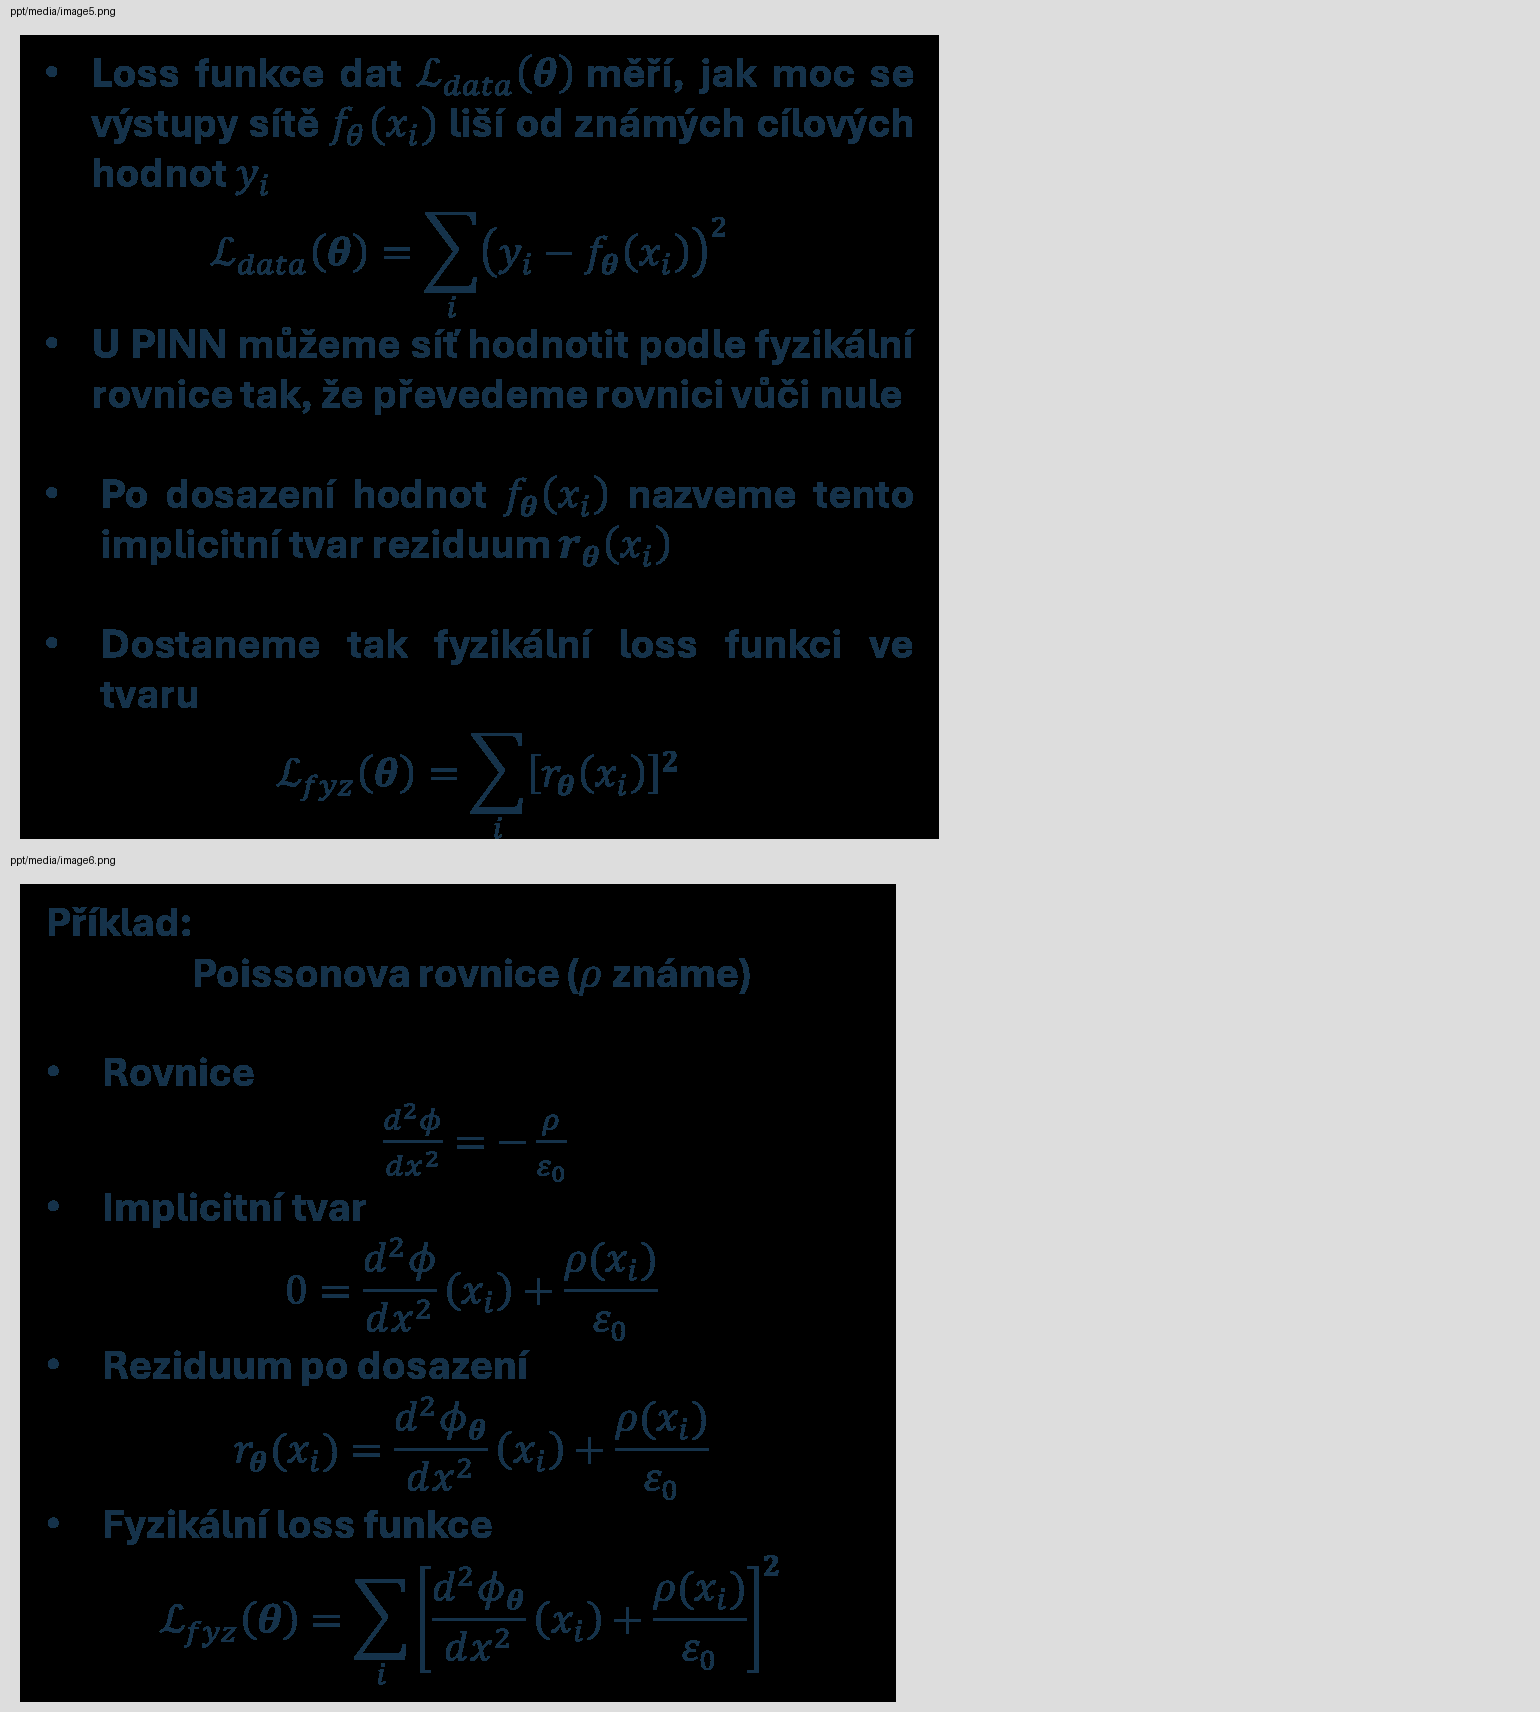 ppt/media/image5.png
• Loss funkce dat ℒ_data(θ) měří, jak moc se
výstupy sítě f_θ(x_i) liší od známých cílových
hodnot y_i
ℒ_data(θ) = ∑_i (y_i − f_θ(x_i))²
• U PINN můžeme síť hodnotit podle fyzikální
rovnice tak, že převedeme rovnici vůči nule
• Po dosazení hodnot f_θ(x_i) nazveme tento
implicitní tvar reziduum r_θ(x_i)
• Dostaneme tak fyzikální loss funkci ve
tvaru
ℒ_fyz(θ) = ∑_i [r_θ(x_i)]²
ppt/media/image6.png
Příklad:
Poissonova rovnice (ρ známe)
• Rovnice
d²ϕ/dx² = − ρ/ε₀
• Implicitní tvar
0 = d²ϕ/dx² (x_i) + ρ(x_i)/ε₀
• Reziduum po dosazení
r_θ(x_i) = d²ϕ_θ/dx² (x_i) + ρ(x_i)/ε₀
• Fyzikální loss funkce
ℒ_fyz(θ) = ∑_i [d²ϕ_θ/dx² (x_i) + ρ(x_i)/ε₀]²